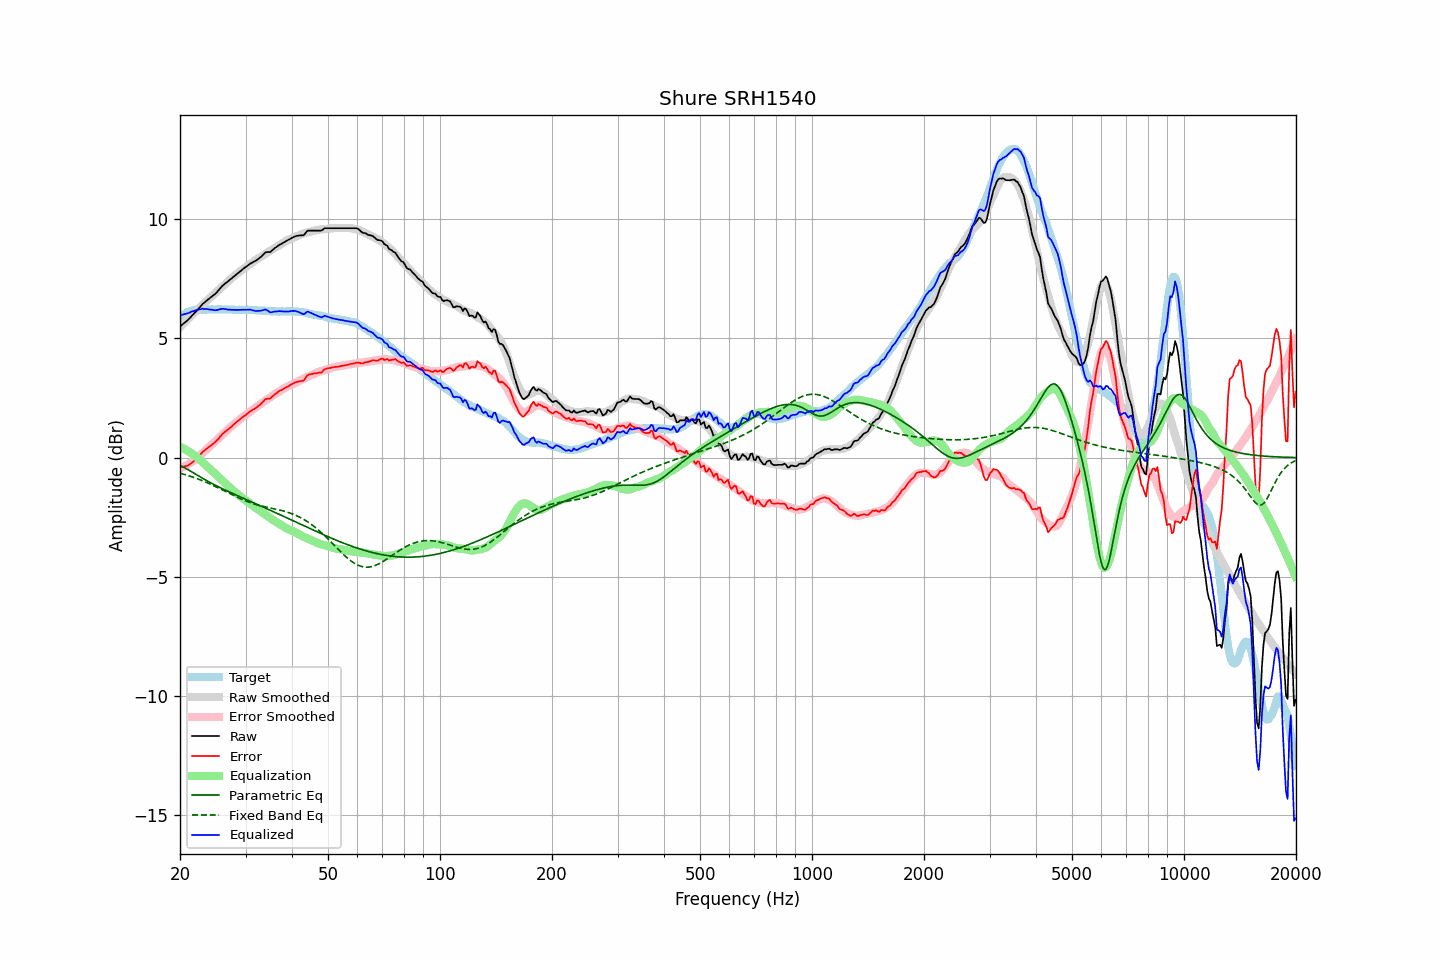 Shure SRH1540
Amplitude (dBr)
10
5
0
−5
−10
−15
Target
Raw Smoothed
Error Smoothed
Raw
Error
Equalization
Parametric Eq
Fixed Band Eq
Equalized
20 50 100 200 500 1000 2000 5000 10000 20000
Frequency (Hz)